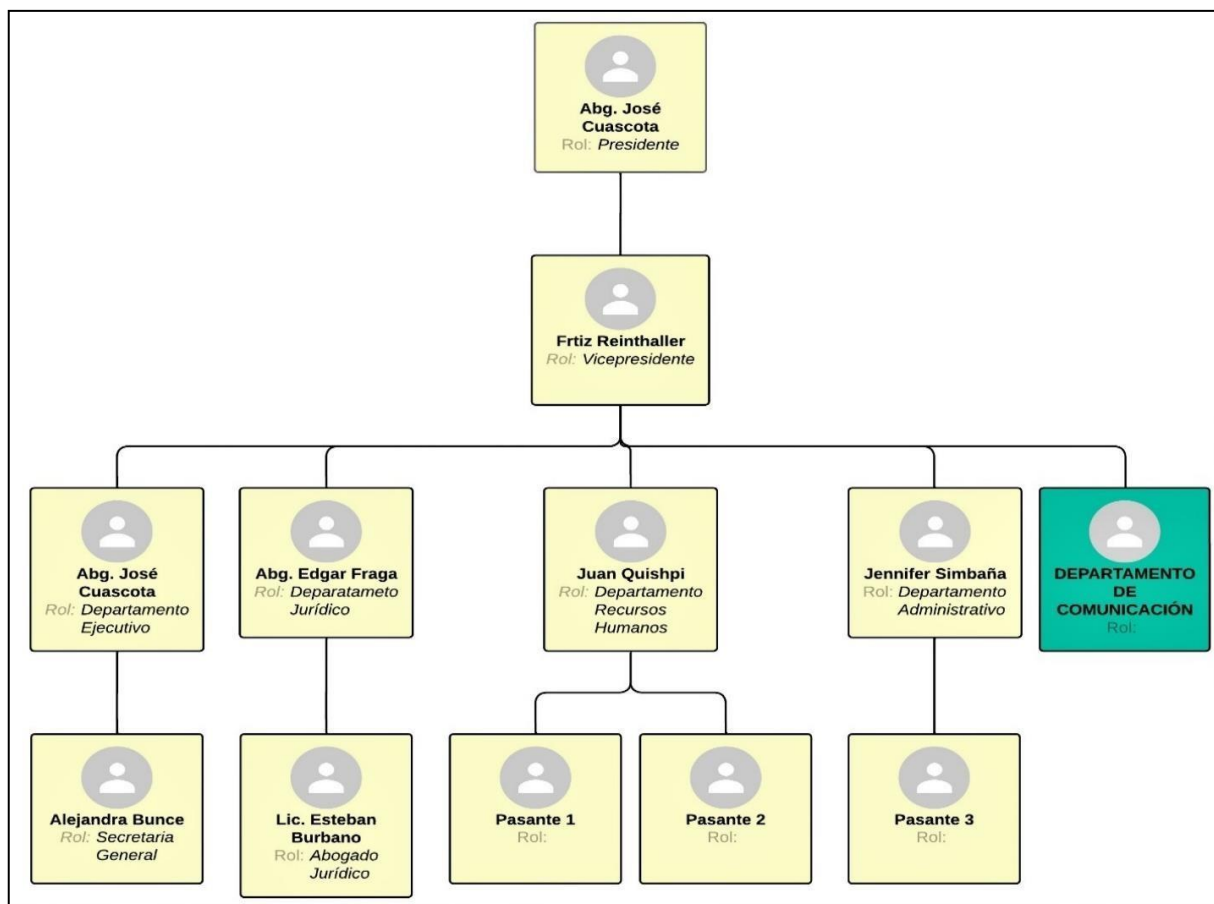 Abg. José
Cuascota
Rol: Presidente
Frtiz Reinthaller
Rol: Vicepresidente
Abg. José
Cuascota
Rol: Departamento
Ejecutivo
Abg. Edgar Fraga
Rol: Deparatameto
Jurídico
Juan Quishpi
Rol: Departamento
Recursos
Humanos
Jennifer Simbaña
Rol: Departamento
Administrativo
DEPARTAMENTO
DE
COMUNICACIÓN
Rol:
Alejandra Bunce
Rol: Secretaria
General
Lic. Esteban
Burbano
Rol: Abogado
Jurídico
Pasante 1
Rol:
Pasante 2
Rol:
Pasante 3
Rol: